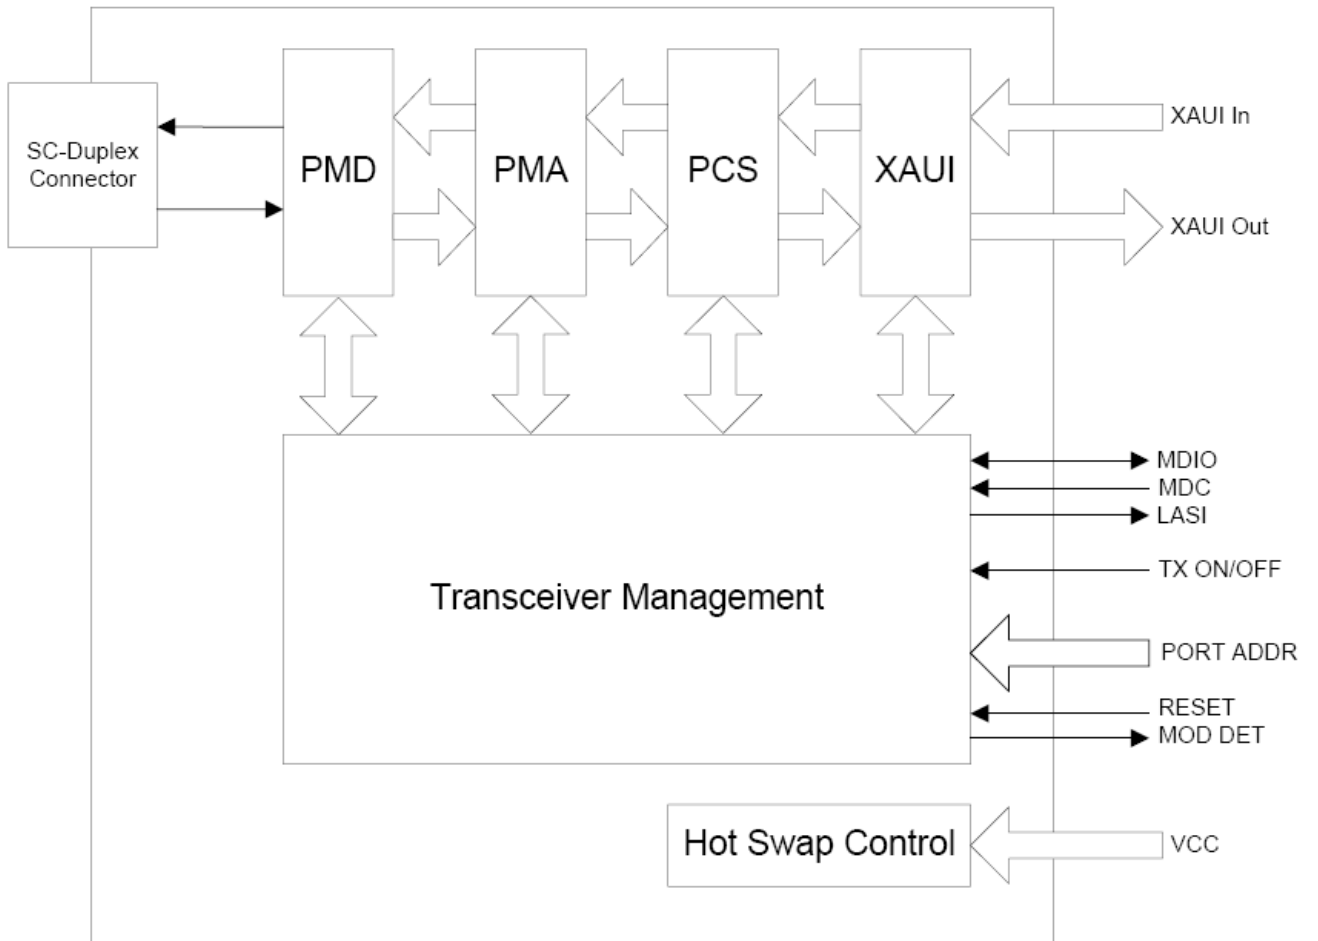 SC-Duplex
Connector
PMD
PMA
PCS
XAUI
XAUI In
XAUI Out
MDIO
MDC
LASI
TX ON/OFF
Transceiver Management
PORT ADDR
RESET
MOD DET
Hot Swap Control
VCC